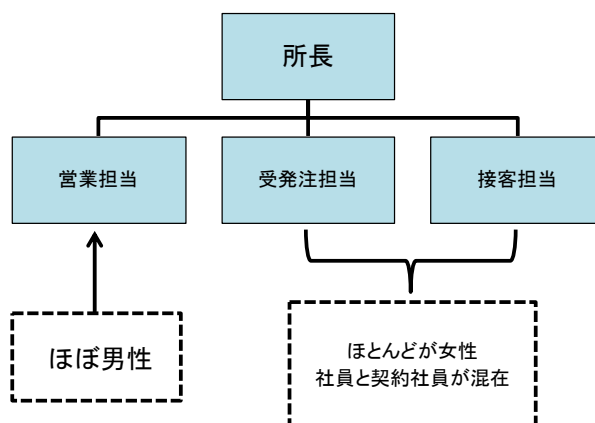 所長
営業担当
受発注担当
接客担当
ほぼ男性
ほとんどが女性
社員と契約社員が混在